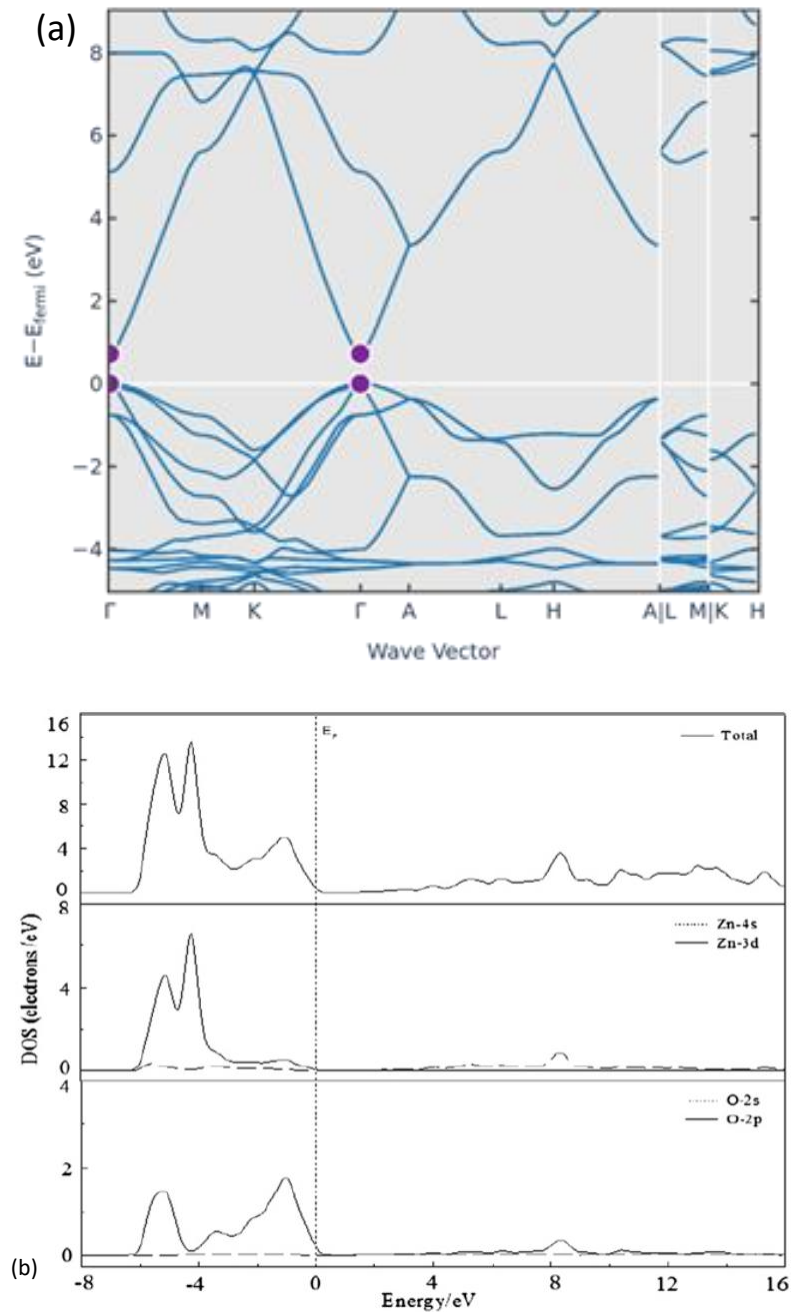 (a)
8
6
4
2
0
−2
−4
E−Efermi (eV)
Γ M K Γ A L H A|L M|K H
Wave Vector
16
12
8
4
0
EF
Total
8
4
0
Zn-4s
Zn-3d
DOS (electrons/eV)
4
2
0
O-2s
O-2p
(b)
-8 -4 0 4 8 12 16
Energy/eV